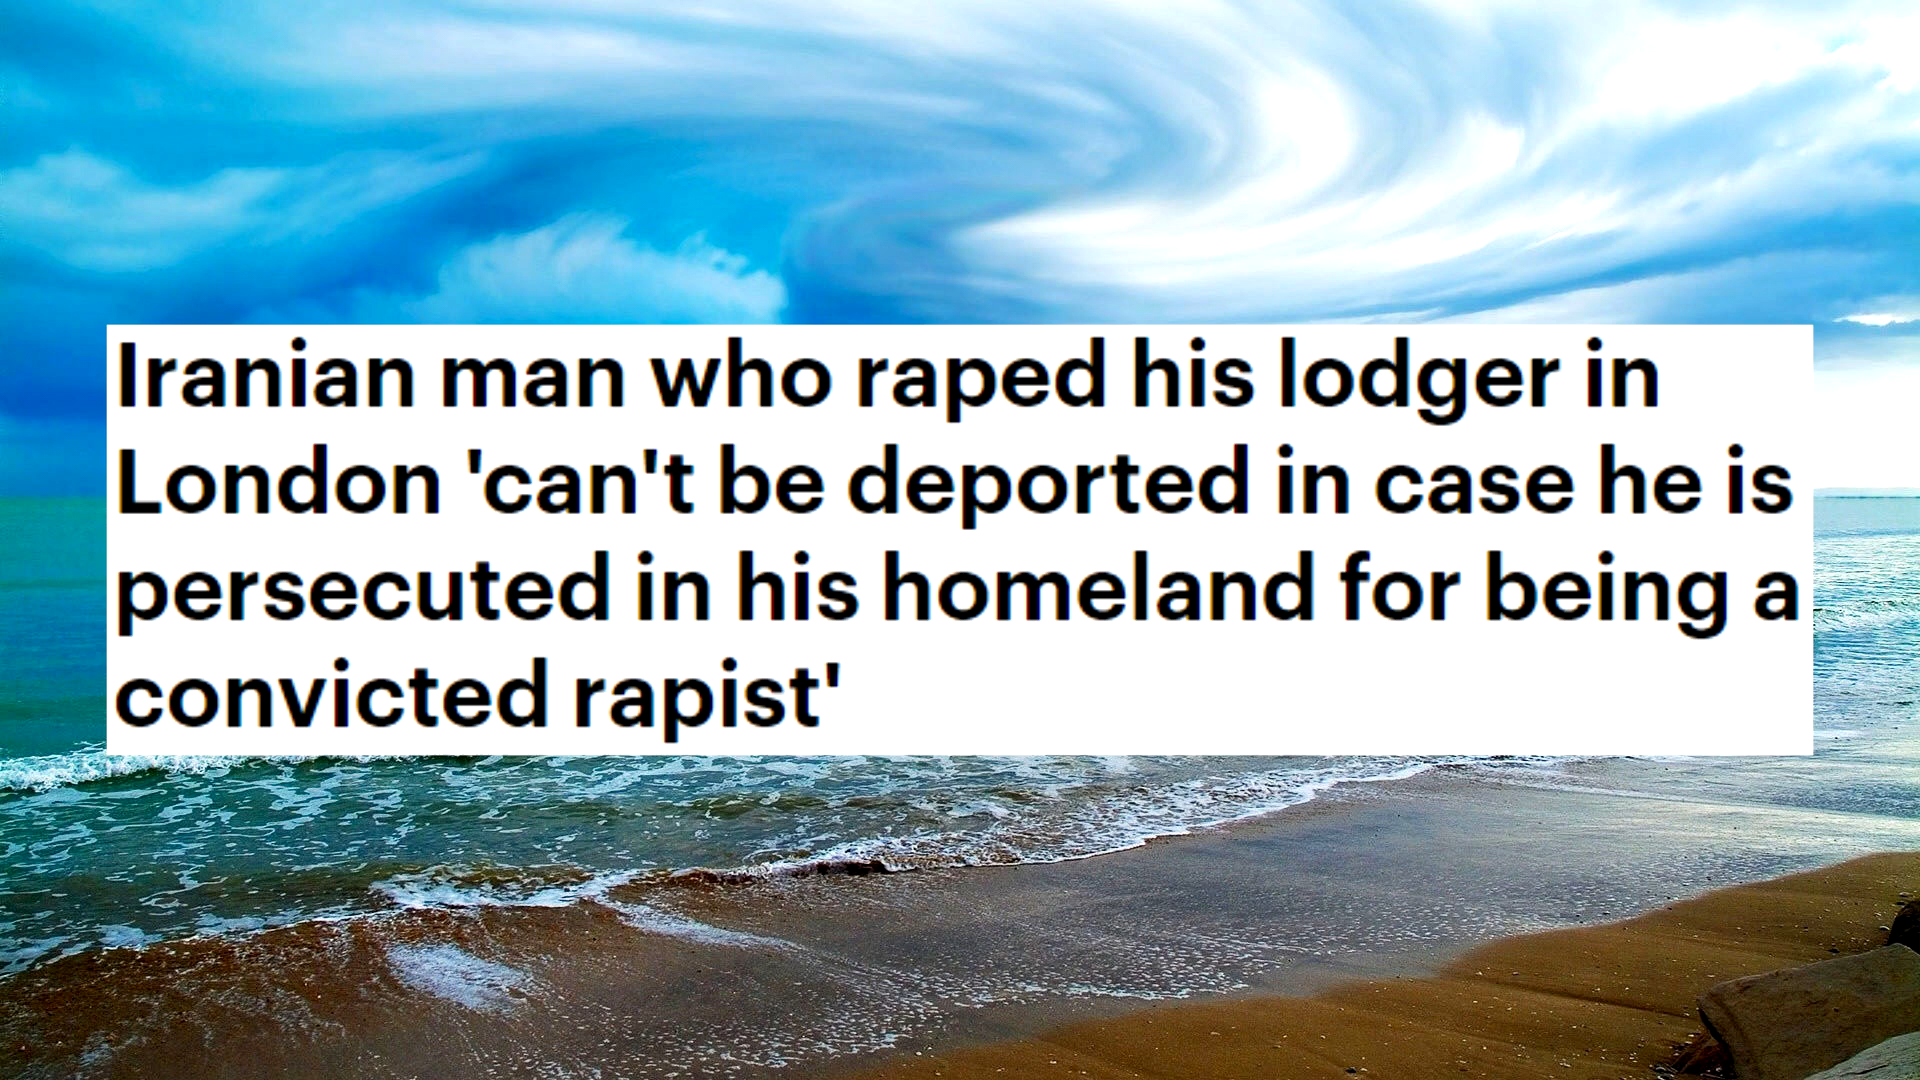 Iranian man who raped his lodger in
London 'can't be deported in case he is
persecuted in his homeland for being a
convicted rapist'